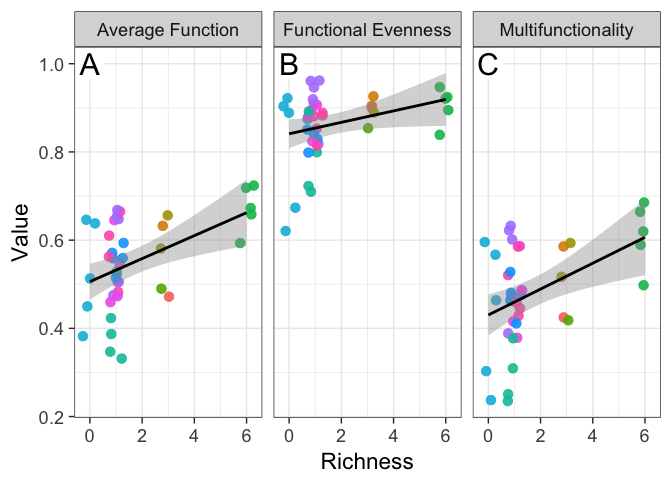 Average Function Functional Evenness Multifunctionality
A B C
1.0
0.8
0.6
0.4
0.2
Value
0 2 4 6 0 2 4 6 0 2 4 6
Richness